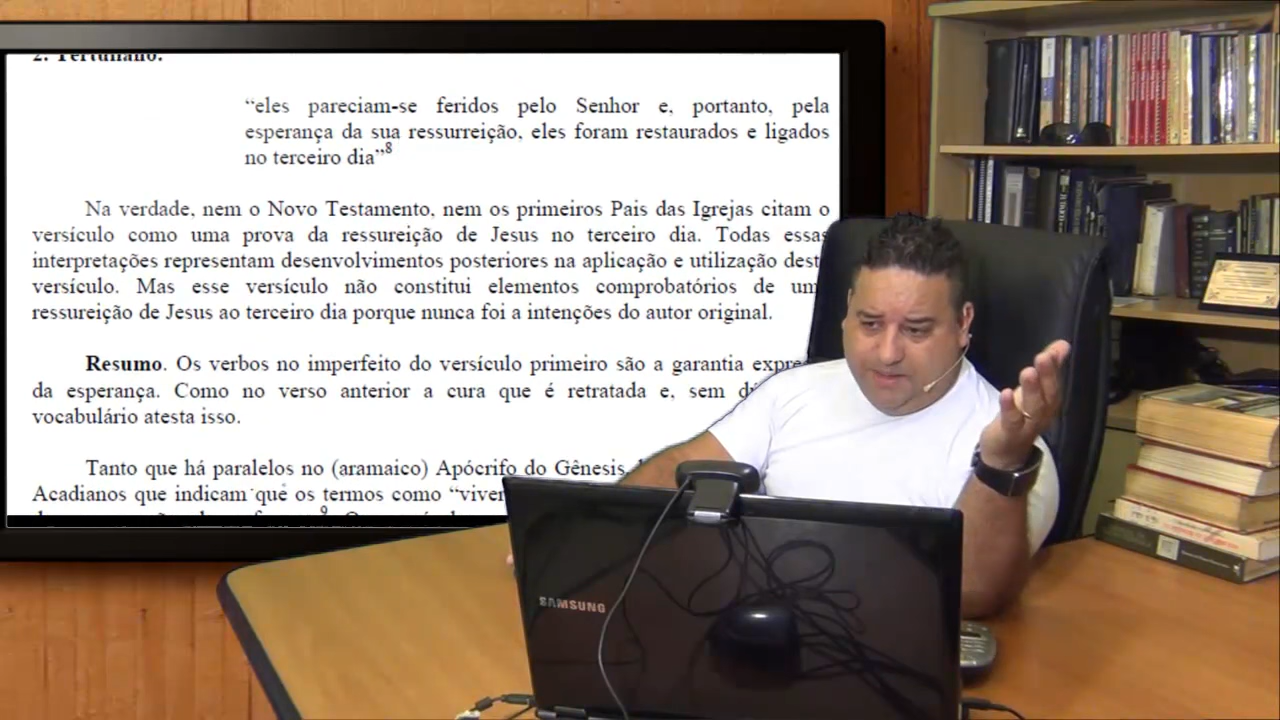 2. Tertuliano.
“eles pareciam-se feridos pelo Senhor e, portanto, pela
esperança da sua ressurreição, eles foram restaurados e ligados
no terceiro dia”8
Na verdade, nem o Novo Testamento, nem os primeiros Pais das Igrejas citam o
versículo como uma prova da ressureição de Jesus no terceiro dia. Todas essas
interpretações representam desenvolvimentos posteriores na aplicação e utilização
versículo. Mas esse versículo não constitui elementos comprobatórios de
ressureição de Jesus ao terceiro dia porque nunca foi a intenções do autor original.
Resumo. Os verbos no imperfeito do versículo primeiro são a garantia
da esperança. Como no verso anterior a cura que é retratada e, sem
vocabulário atesta isso.
Tanto que há paralelos no (aramaico) Apócrifo do Gênesis,
Acadianos que indicam que os termos como
SAMSUNG